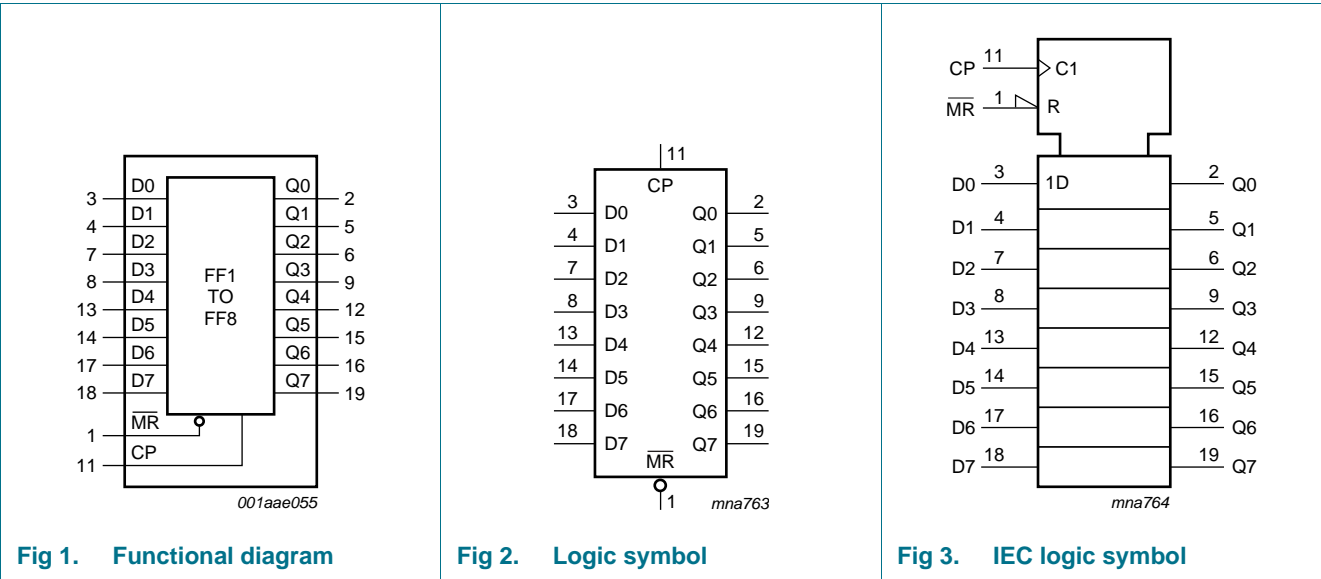 D0 Q0
3 2
D1 Q1
4 5
D2 Q2
7 6
D3 Q3
8 9
D4 Q4
13 12
D5 Q5
14 15
D6 Q6
17 16
D7 Q7
18 19
FF1
TO
FF8
M̅R̅
1
CP
11
001aae055
Fig 1. Functional diagram
11
CP
3 D0 Q0 2
4 D1 Q1 5
7 D2 Q2 6
8 D3 Q3 9
13 D4 Q4 12
14 D5 Q5 15
17 D6 Q6 16
18 D7 Q7 19
M̅R̅
1
mna763
Fig 2. Logic symbol
CP 11 C1
M̅R̅ 1 R
D0 3 1D 2 Q0
D1 4 5 Q1
D2 7 6 Q2
D3 8 9 Q3
D4 13 12 Q4
D5 14 15 Q5
D6 17 16 Q6
D7 18 19 Q7
mna764
Fig 3. IEC logic symbol